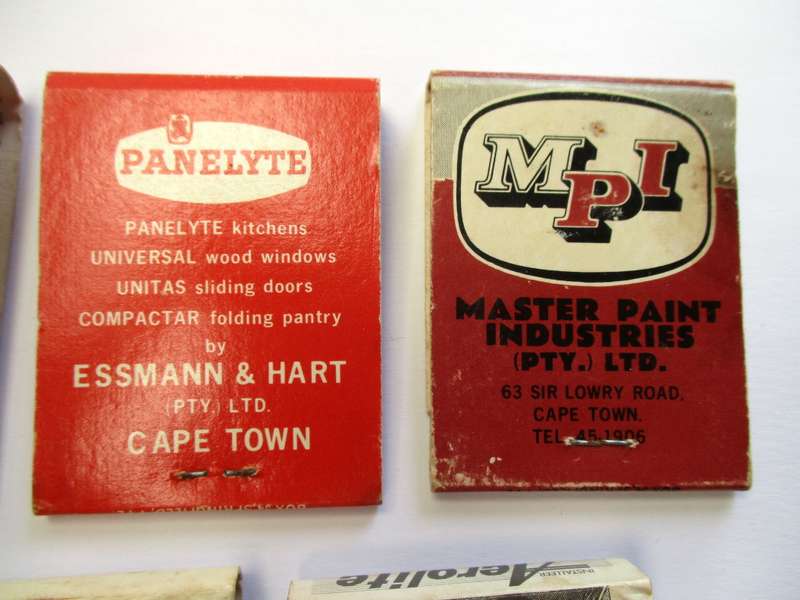 PANELYTE
PANELYTE kitchens
UNIVERSAL wood windows
UNITAS sliding doors
COMPACTAR folding pantry
by
ESSMANN & HART
(PTY.) LTD.
CAPE TOWN
MPI
MASTER PAINT
INDUSTRIES
(PTY.) LTD.
63 SIR LOWRY ROAD,
CAPE TOWN.
TEL. 45.1906
INSTALLEER
Aerolite